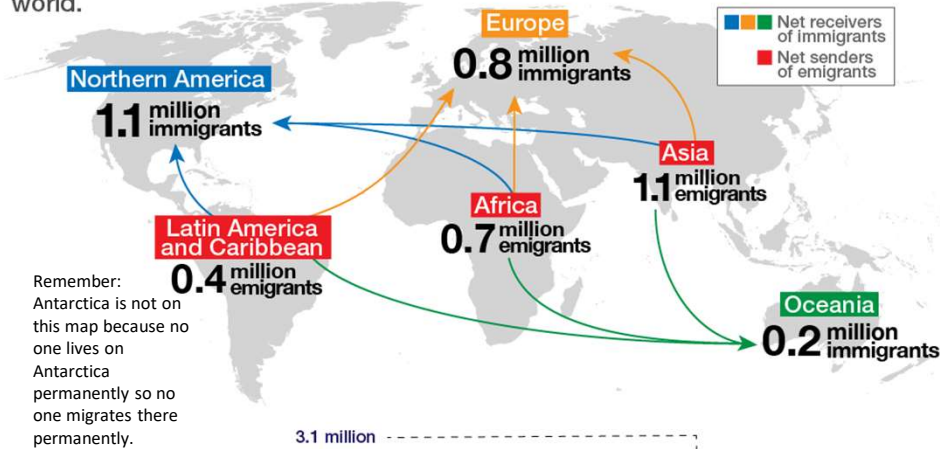 world.
Europe
0.8 million immigrants
Net receivers
of immigrants
Net senders
of emigrants
Northern America
1.1 million immigrants
Asia
1.1 million emigrants
Africa
0.7 million emigrants
Latin America
and Caribbean
0.4 million emigrants
Oceania
0.2 million immigrants
Remember:
Antarctica is not on
this map because no
one lives on
Antarctica
permanently so no
one migrates there
permanently.
3.1 million